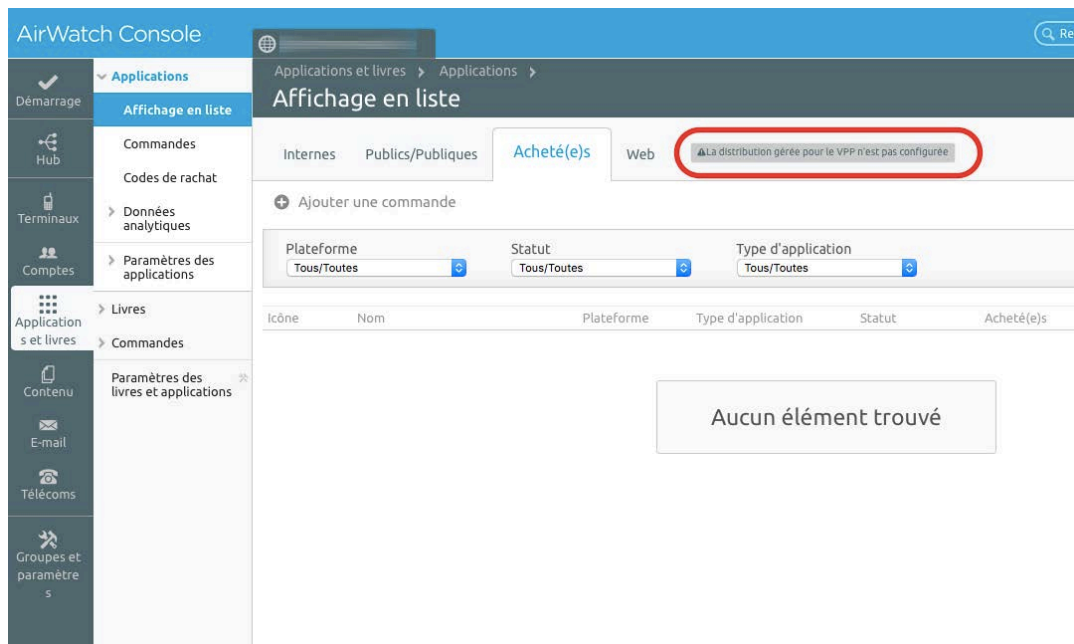 AirWatch Console
Re
Démarrage
Hub
Terminaux
Comptes
Application
s et livres
Contenu
E-mail
Télécoms
Groupes et
paramètre
s
Applications
Affichage en liste
Commandes
Codes de rachat
Données
analytiques
Paramètres des
applications
Livres
Commandes
Paramètres des
livres et applications
Applications et livres > Applications >
Affichage en liste
Internes Publics/Publiques Acheté(e)s Web La distribution gérée pour le VPP n'est pas configurée
Ajouter une commande
Plateforme Statut Type d'application
Tous/Toutes Tous/Toutes Tous/Toutes
Icône Nom Plateforme Type d'application Statut Acheté(e)s
Aucun élément trouvé